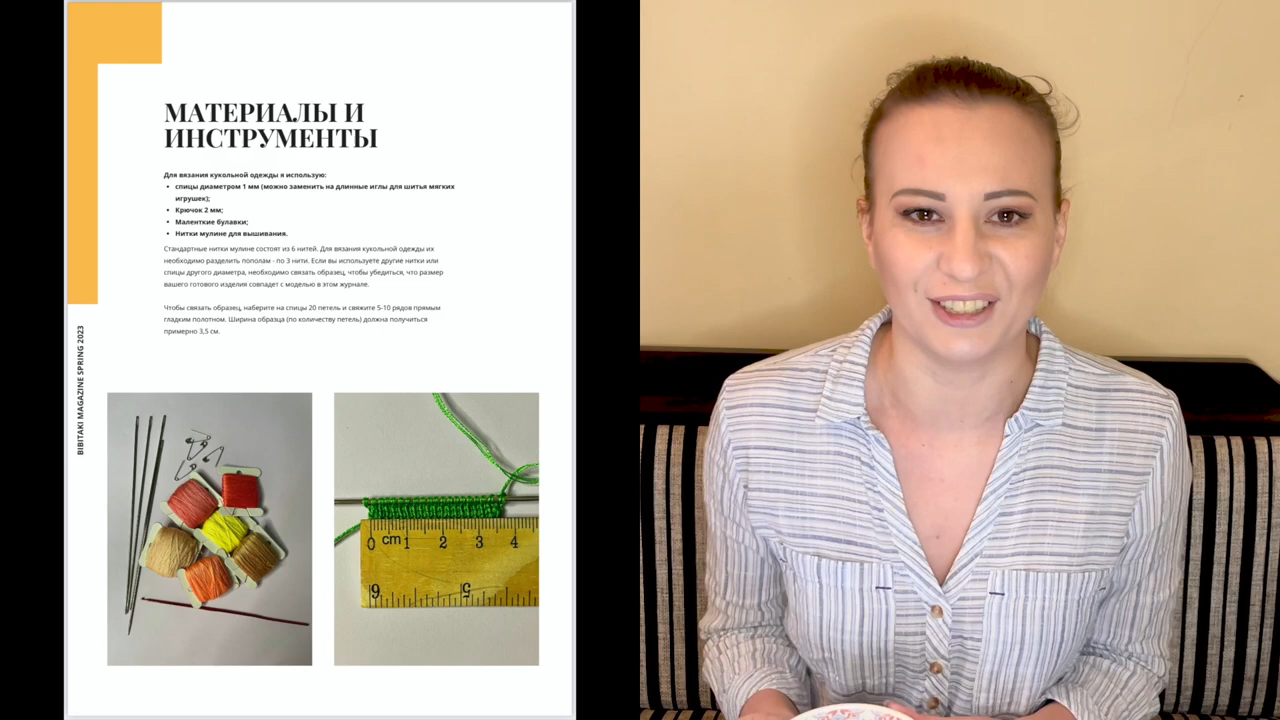 МАТЕРИАЛЫ И
ИНСТРУМЕНТЫ
Для вязания кукольной одежды я использую:
• спицы диаметром 1 мм (можно заменить на длинные иглы для шитья мягких
игрушек);
• Крючок 2 мм;
• Маленткие булавки;
• Нитки мулине для вышивания.
Стандартные нитки мулине состоят из 6 нитей. Для вязания кукольной одежды их
необходимо разделить пополам - по 3 нити. Если вы используете другие нитки или
спицы другого диаметра, необходимо связать образец, чтобы убедиться, что размер
вашего готового изделия совпадет с моделью в этом журнале.
Чтобы связать образец, наберите на спицы 20 петель и свяжите 5-10 рядов прямым
гладким полотном. Ширина образца (по количеству петель) должна получиться
примерно 3,5 см.
BIBITAKI MAGAZINE SPRING 2023
0 cm 1 2 3 4
6 5